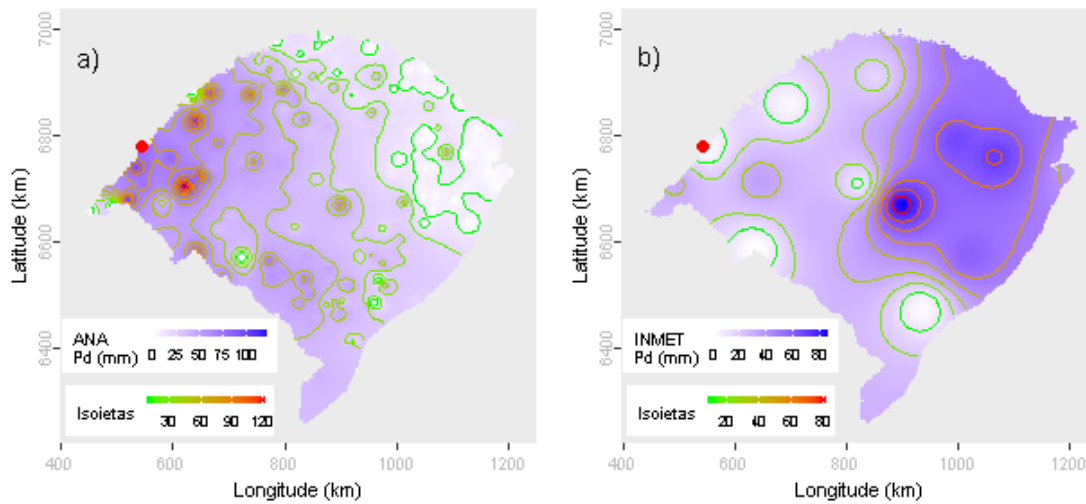 a)
Latitude (km)
7000
6800
6600
6400
ANA
Pd (mm)
0 25 50 75 100
Isoietas
30 60 90 120
400 600 800 1000 1200
Longitude (km)
b)
Latitude (km)
7000
6800
6600
6400
INMET
Pd (mm)
0 20 40 60 80
Isoietas
20 40 60 80
400 600 800 1000 1200
Longitude (km)